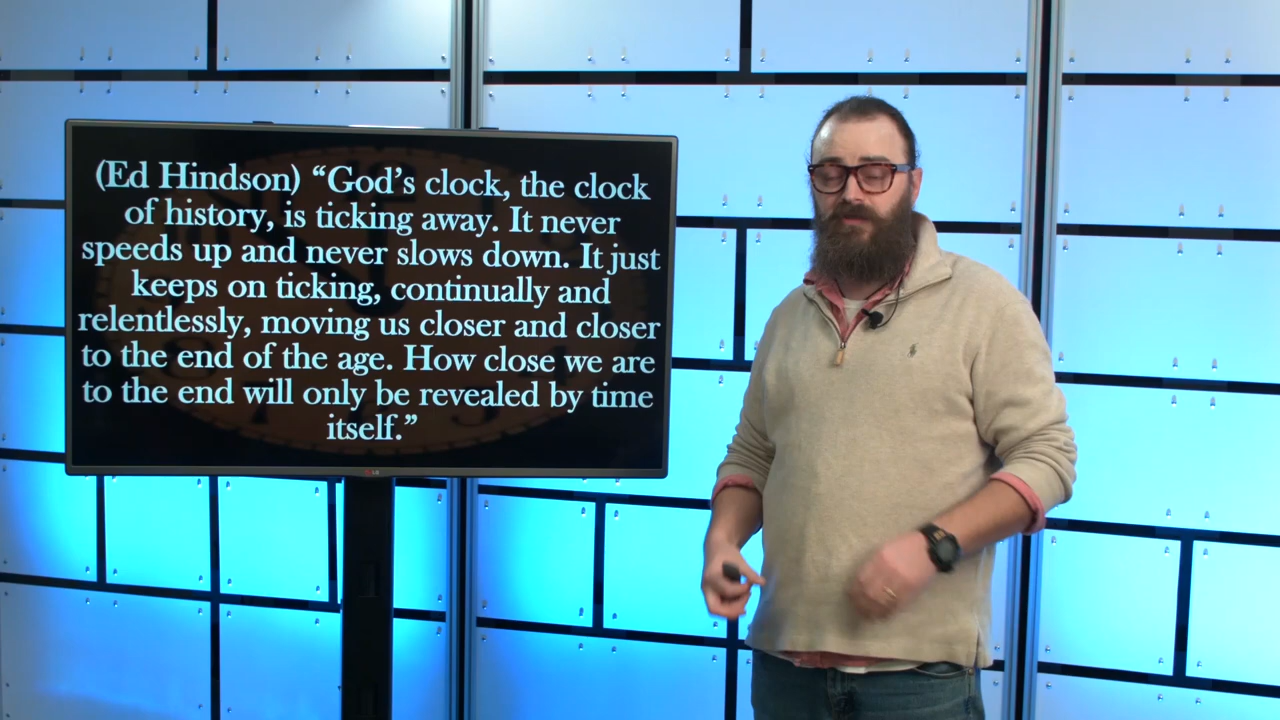 (Ed Hindson) “God’s clock, the clock
of history, is ticking away. It never
speeds up and never slows down. It just
keeps on ticking, continually and
relentlessly, moving us closer and closer
to the end of the age. How close we are
to the end will only be revealed by time
itself.”
LG